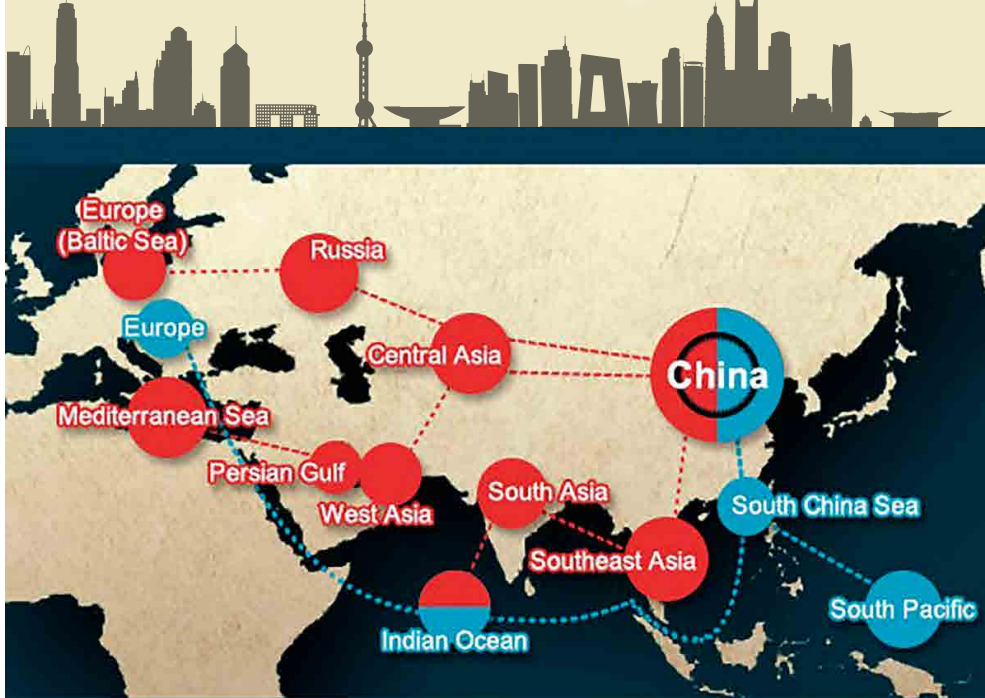 Europe
(Baltic Sea)
Russia
Europe
Central Asia
China
Mediterranean Sea
Persian Gulf
West Asia
South Asia
South China Sea
Southeast Asia
South Pacific
Indian Ocean